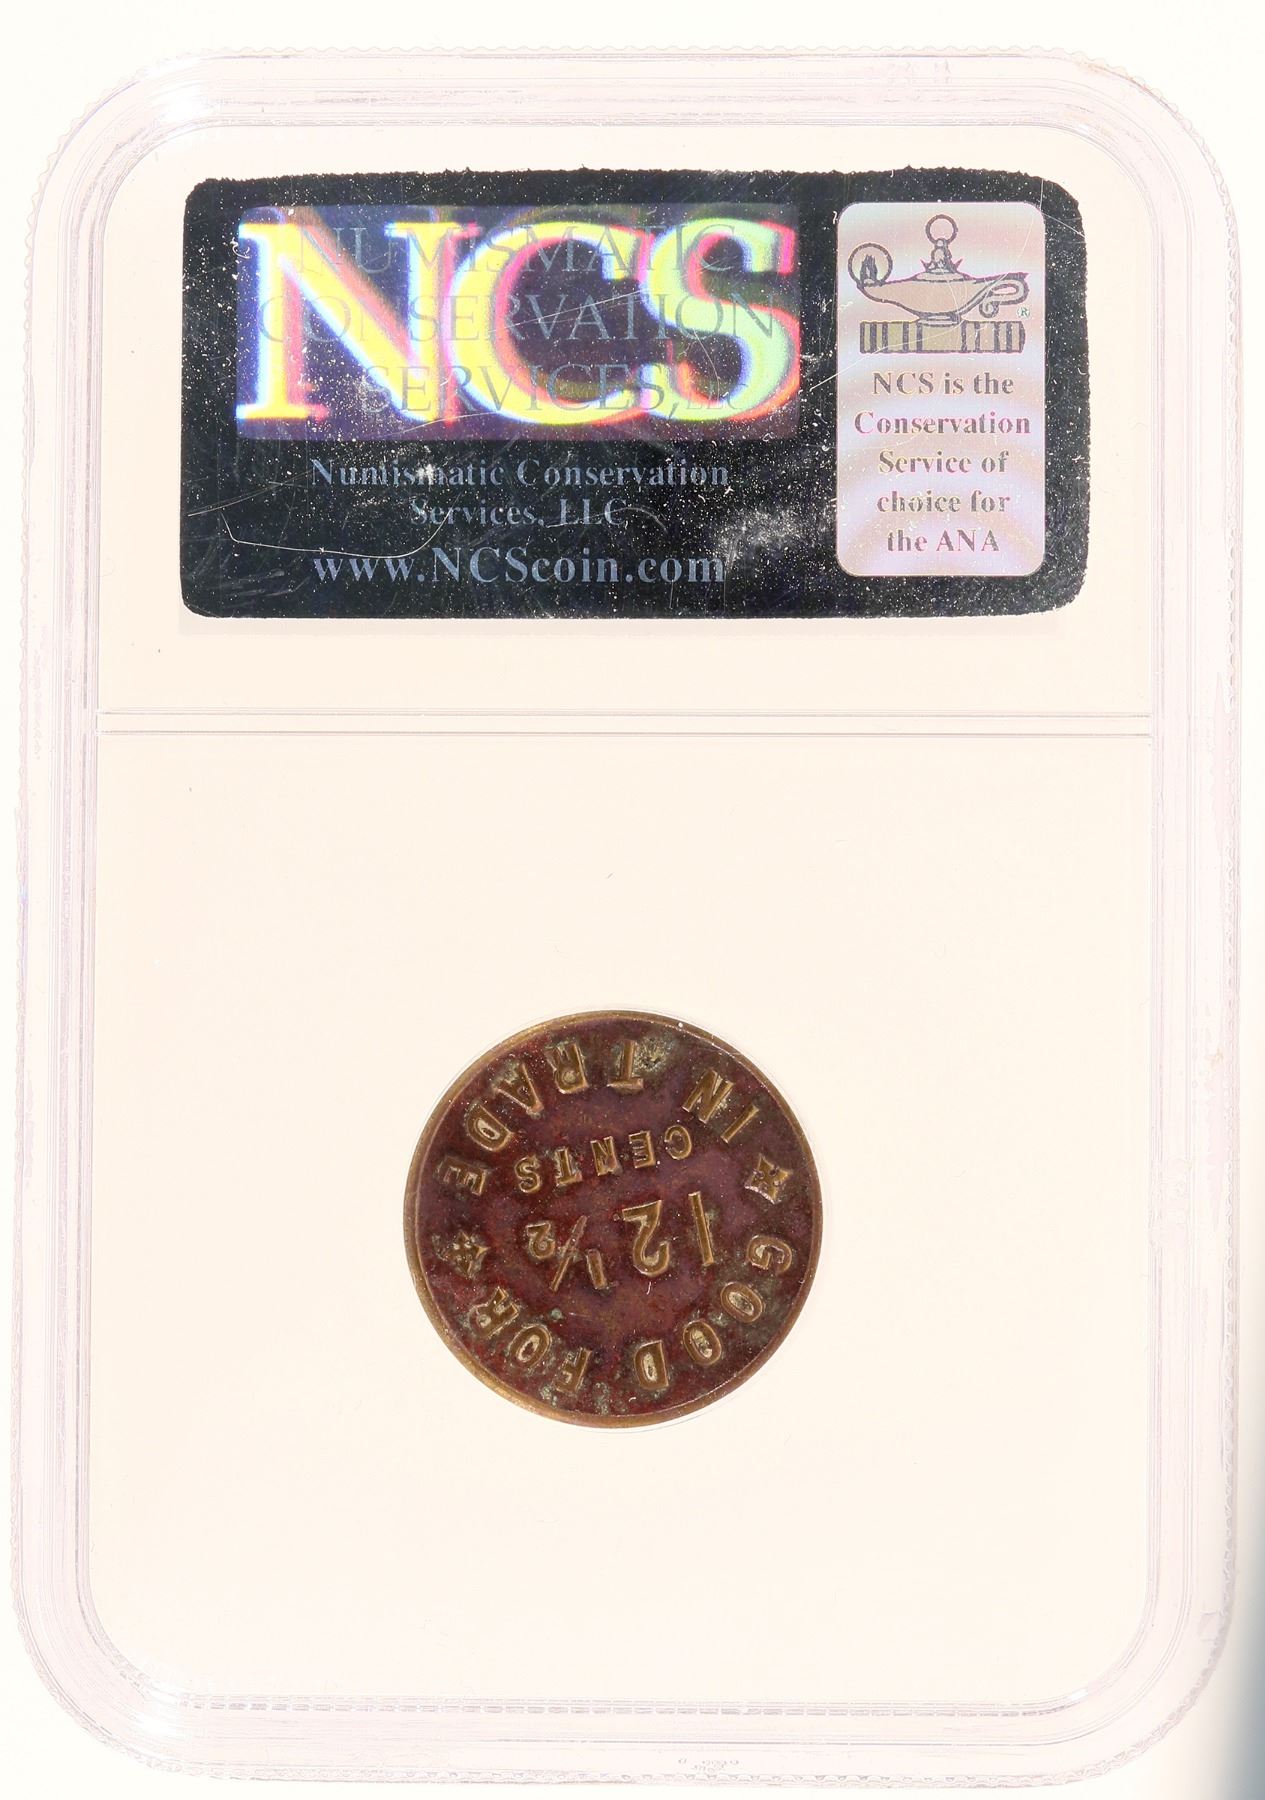 NCS
NUMISMATIC
CONSERVATION
SERVICES, LLC
Numismatic Conservation
Services, LLC
www.NCScoin.com
®
NCS is the
Conservation
Service of
choice for
the ANA
GOOD FOR
12 1/2
CENTS
IN TRADE